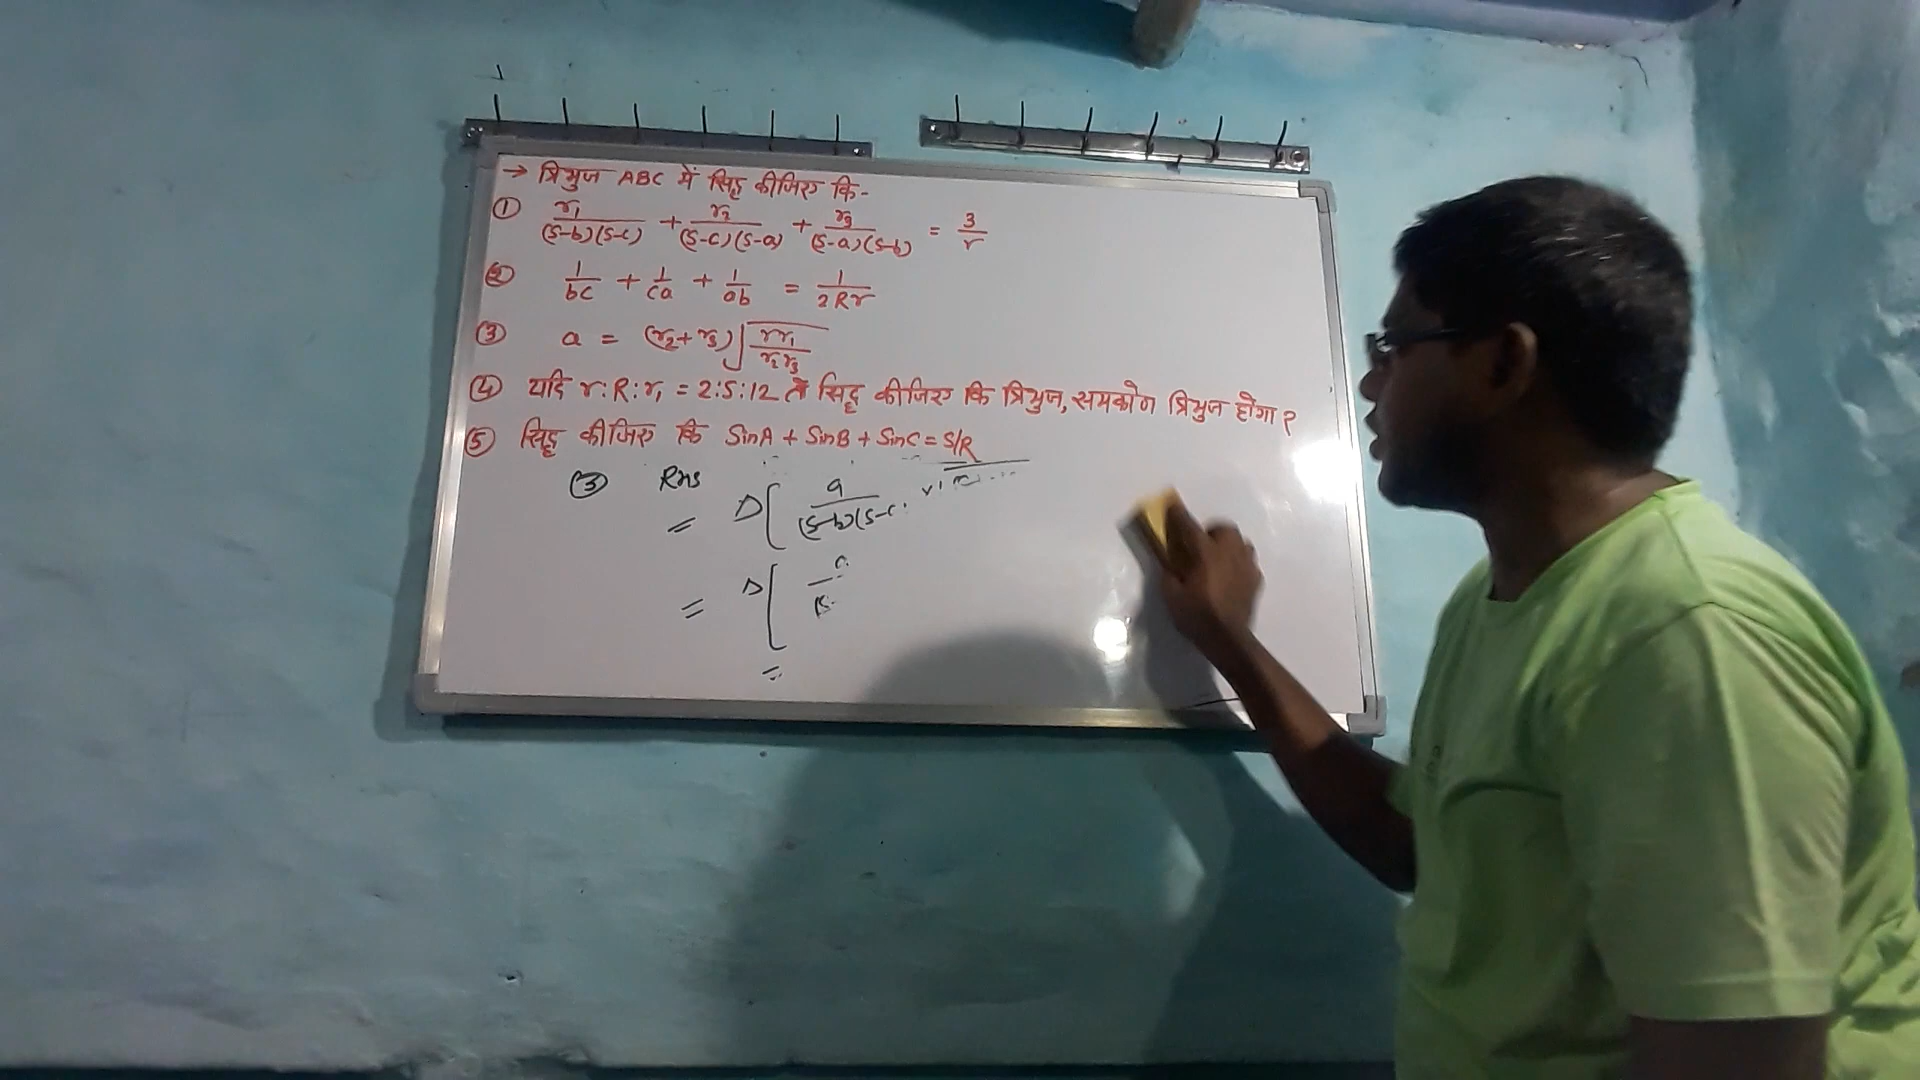 → त्रिभुज ABC में सिद्ध कीजिए कि-
① r₁/((s-b)(s-c)) + r₂/((s-c)(s-a)) + r₃/((s-a)(s-b)) = 3/r
② 1/bc + 1/ca + 1/ab = 1/2Rr
③ a = (r₂+r₃)√(rr₁/r₂r₃)
④ यदि r:R:r₁ = 2:5:12 तो सिद्ध कीजिए कि त्रिभुज, समकोण त्रिभुज होगा ?
⑤ सिद्ध कीजिए कि SinA + SinB + SinC = S/R
③ RHS
= Δ[ a/((s-b)(s-c
= Δ[
=